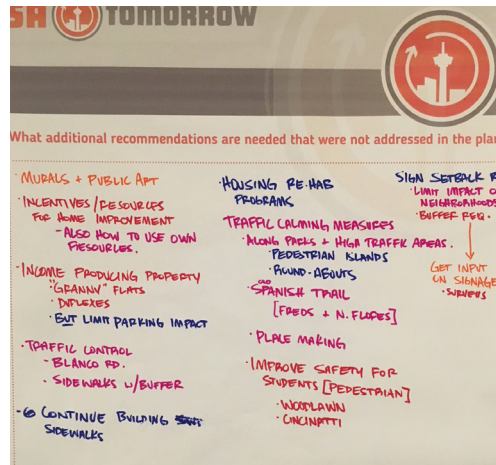 SA TOMORROW
What additional recommendations are needed that were not addressed in the plan
· MURALS + PUBLIC ART
· INCENTIVES/RESOURCES
FOR HOME IMPROVEMENT
- ALSO HOW TO USE OWN
RESOURCES.
- INCOME PRODUCING PROPERTY
· "GRANNY" FLATS
· DUPLEXES
· BUT LIMIT PARKING IMPACT
· TRAFFIC CONTROL
- BLANCO RD.
· SIDEWALKS W/BUFFER
- CONTINUE BUILDING
SIDEWALKS
· HOUSING RE-HAB
PROGRAMS
TRAFFIC CALMING MEASURES
· ALONG PARKS + HIGH TRAFFIC AREAS.
· PEDESTRIAN ISLANDS
· ROUND-ABOUTS
· OLD SPANISH TRAIL
[FREDS + N. FLORES]
· PLACE MAKING
· IMPROVE SAFETY FOR
STUDENTS [PEDESTRIAN]
· WOODLAWN
· CINCINATTI
SIGN SETBACK R
· LIMIT IMPACT O
NEIGHBORHOODS
· BUFFER REQ.
GET INPUT
ON SIGNAGE
· SURVEYS